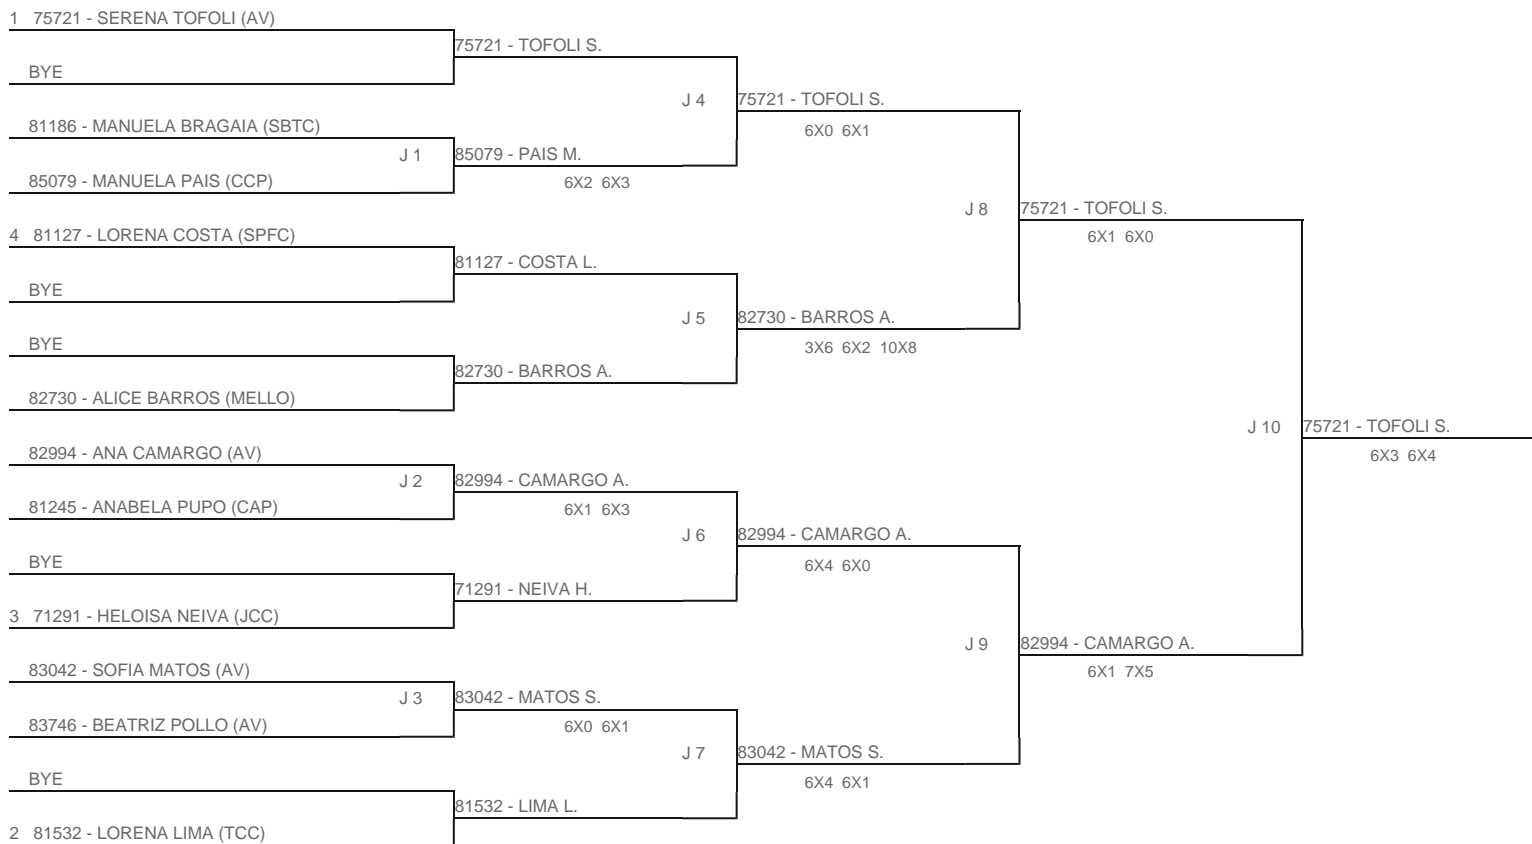 1 75721 - SERENA TOFOLI (AV)
75721 - TOFOLI S.
BYE
J 4
75721 - TOFOLI S.
6X0 6X1
81186 - MANUELA BRAGAIA (SBTC)
J 1
85079 - PAIS M.
6X2 6X3
85079 - MANUELA PAIS (CCP)
J 8
75721 - TOFOLI S.
6X1 6X0
4 81127 - LORENA COSTA (SPFC)
81127 - COSTA L.
BYE
J 5
82730 - BARROS A.
3X6 6X2 10X8
BYE
82730 - BARROS A.
82730 - ALICE BARROS (MELLO)
J 10
75721 - TOFOLI S.
6X3 6X4
82994 - ANA CAMARGO (AV)
J 2
82994 - CAMARGO A.
6X1 6X3
81245 - ANABELA PUPO (CAP)
J 6
82994 - CAMARGO A.
6X4 6X0
BYE
71291 - NEIVA H.
3 71291 - HELOISA NEIVA (JCC)
J 9
82994 - CAMARGO A.
6X1 7X5
83042 - SOFIA MATOS (AV)
J 3
83042 - MATOS S.
6X0 6X1
83746 - BEATRIZ POLLO (AV)
J 7
83042 - MATOS S.
6X4 6X1
BYE
81532 - LIMA L.
2 81532 - LORENA LIMA (TCC)